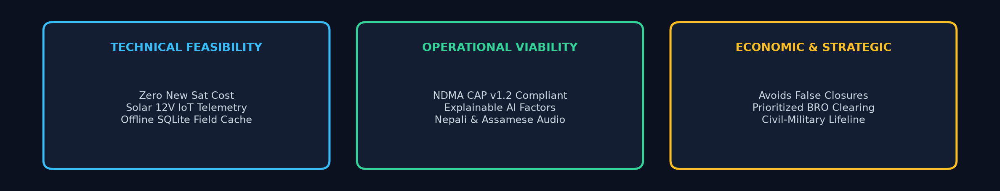 TECHNICAL FEASIBILITY
Zero New Sat Cost
Solar 12V IoT Telemetry
Offline SQLite Field Cache
OPERATIONAL VIABILITY
NDMA CAP v1.2 Compliant
Explainable AI Factors
Nepali & Assamese Audio
ECONOMIC & STRATEGIC
Avoids False Closures
Prioritized BRO Clearing
Civil-Military Lifeline